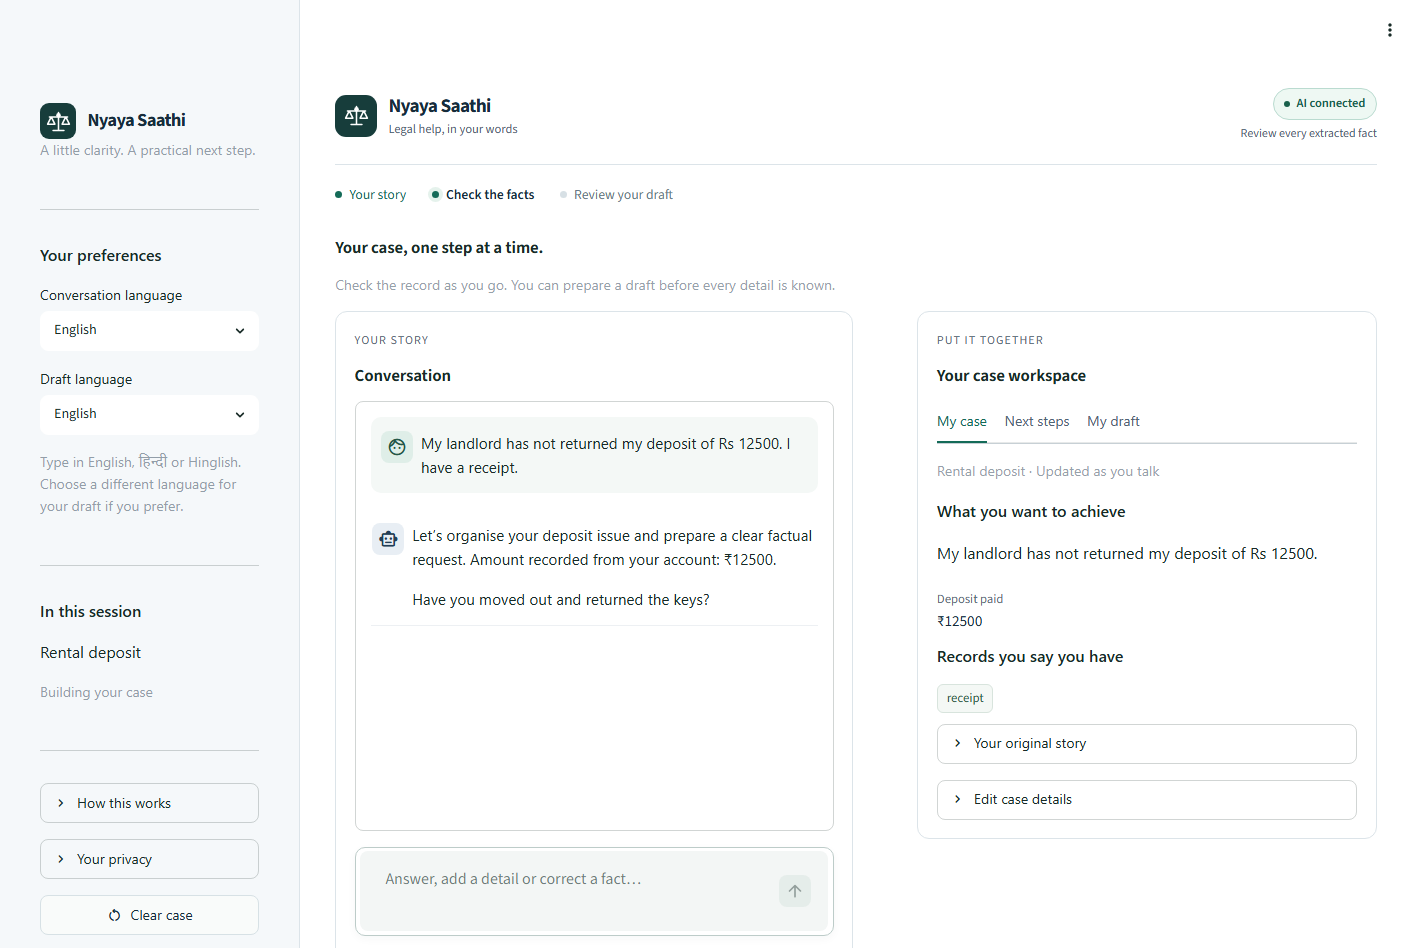 Nyaya Saathi
A little clarity. A practical next step.
Your preferences
Conversation language
English
Draft language
English
Type in English, हिन्दी or Hinglish.
Choose a different language for
your draft if you prefer.
In this session
Rental deposit
Building your case
How this works
Your privacy
Clear case
Nyaya Saathi
Legal help, in your words
AI connected
Review every extracted fact
Your story
Check the facts
Review your draft
Your case, one step at a time.
Check the record as you go. You can prepare a draft before every detail is known.
YOUR STORY
Conversation
My landlord has not returned my deposit of Rs 12500. I
have a receipt.
Let's organise your deposit issue and prepare a clear factual
request. Amount recorded from your account: ₹12500.
Have you moved out and returned the keys?
Answer, add a detail or correct a fact…
PUT IT TOGETHER
Your case workspace
My case
Next steps
My draft
Rental deposit · Updated as you talk
What you want to achieve
My landlord has not returned my deposit of Rs 12500.
Deposit paid
₹12500
Records you say you have
receipt
Your original story
Edit case details